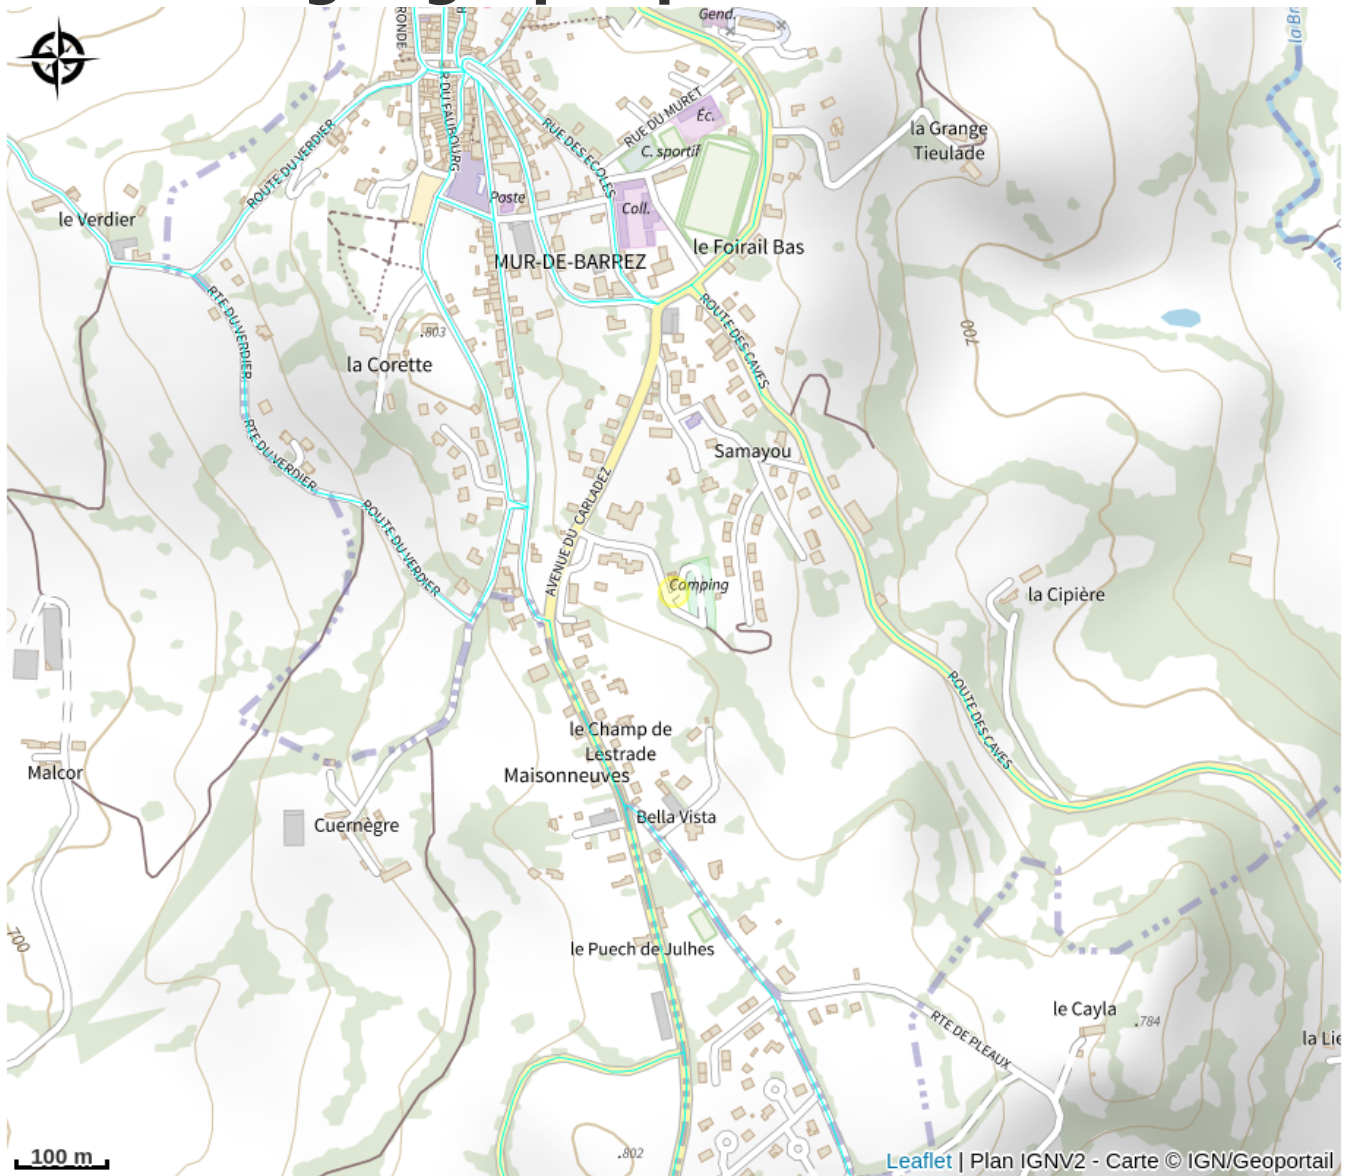 Gend.
RONDE
R DU FAUBOURG
RUE DU MURET
Éc.
la Grange
Tieulade
C. sportif
RUE DES ECOLES
ROUTE DU VERDIER
Poste
Coll.
le Verdier
le Foirail Bas
MUR-DE-BARREZ
RTE DU VERDIER
ROUTE DES CAVES
.803
700
la Corette
RTE DU VERDIER
Samayou
AVENUE DU CARLADEZ
ROUTE DU VERDIER
Camping
la Cipière
ROUTE DES CAVES
le Champ de
Lestrade
Malcor
Maisonneuves
Bella Vista
Cuernègre
700
le Puech de Julhes
le Cayla
.784
RTE DE PLEAUX
la Lie
.802
100 m
Leaflet | Plan IGNV2 - Carte © IGN/Geoportail